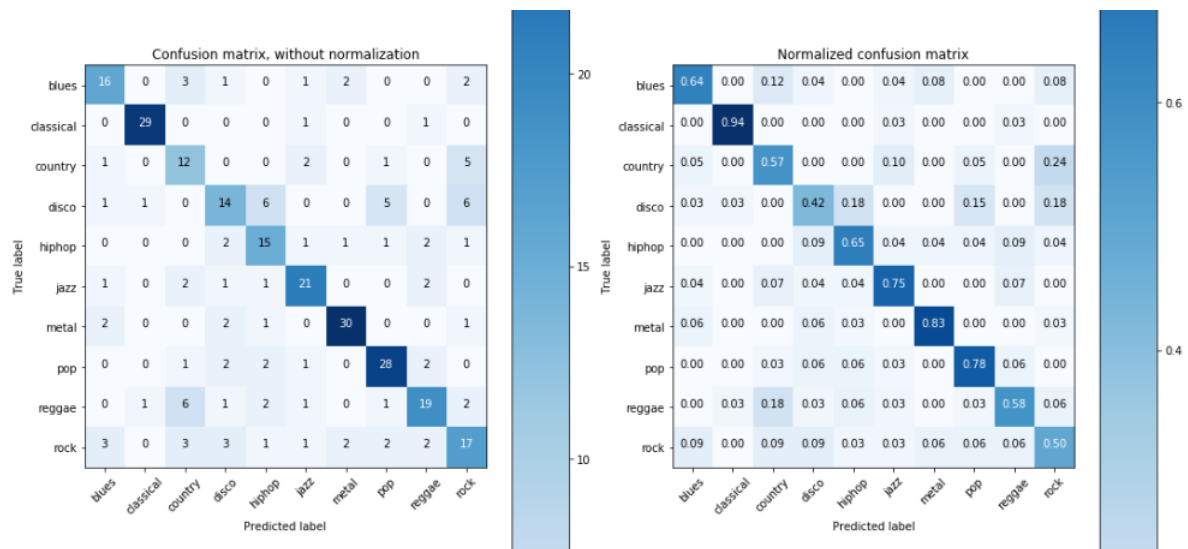 Confusion matrix, without normalization
True label
blues 16 0 3 1 0 1 2 0 0 2
classical 0 29 0 0 0 1 0 0 1 0
country 1 0 12 0 0 2 0 1 0 5
disco 1 1 0 14 6 0 0 5 0 6
hiphop 0 0 0 2 15 1 1 1 2 1
jazz 1 0 2 1 1 21 0 0 2 0
metal 2 0 0 2 1 0 30 0 0 1
pop 0 0 1 2 2 1 0 28 2 0
reggae 0 1 6 1 2 1 0 1 19 2
rock 3 0 3 3 1 1 2 2 2 17
blues classical country disco hiphop jazz metal pop reggae rock
Predicted label
20
15
10
Normalized confusion matrix
True label
blues 0.64 0.00 0.12 0.04 0.00 0.04 0.08 0.00 0.00 0.08
classical 0.00 0.94 0.00 0.00 0.00 0.03 0.00 0.00 0.03 0.00
country 0.05 0.00 0.57 0.00 0.00 0.10 0.00 0.05 0.00 0.24
disco 0.03 0.03 0.00 0.42 0.18 0.00 0.00 0.15 0.00 0.18
hiphop 0.00 0.00 0.00 0.09 0.65 0.04 0.04 0.04 0.09 0.04
jazz 0.04 0.00 0.07 0.04 0.04 0.75 0.00 0.00 0.07 0.00
metal 0.06 0.00 0.00 0.06 0.03 0.00 0.83 0.00 0.00 0.03
pop 0.00 0.00 0.03 0.06 0.06 0.03 0.00 0.78 0.06 0.00
reggae 0.00 0.03 0.18 0.03 0.06 0.03 0.00 0.03 0.58 0.06
rock 0.09 0.00 0.09 0.09 0.03 0.03 0.06 0.06 0.06 0.50
blues classical country disco hiphop jazz metal pop reggae rock
Predicted label
0.6
0.4